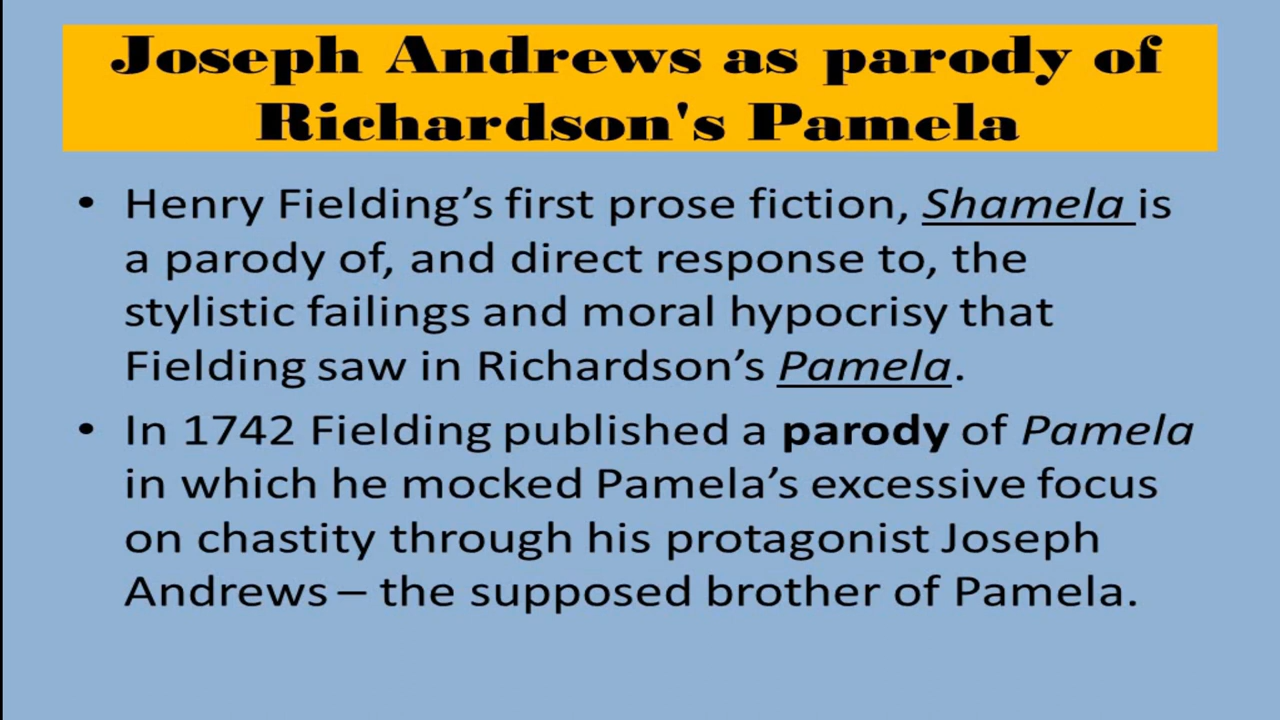 Joseph Andrews as parody of
Richardson's Pamela
• Henry Fielding’s first prose fiction, Shamela is
a parody of, and direct response to, the
stylistic failings and moral hypocrisy that
Fielding saw in Richardson’s Pamela.
• In 1742 Fielding published a parody of Pamela
in which he mocked Pamela’s excessive focus
on chastity through his protagonist Joseph
Andrews – the supposed brother of Pamela.